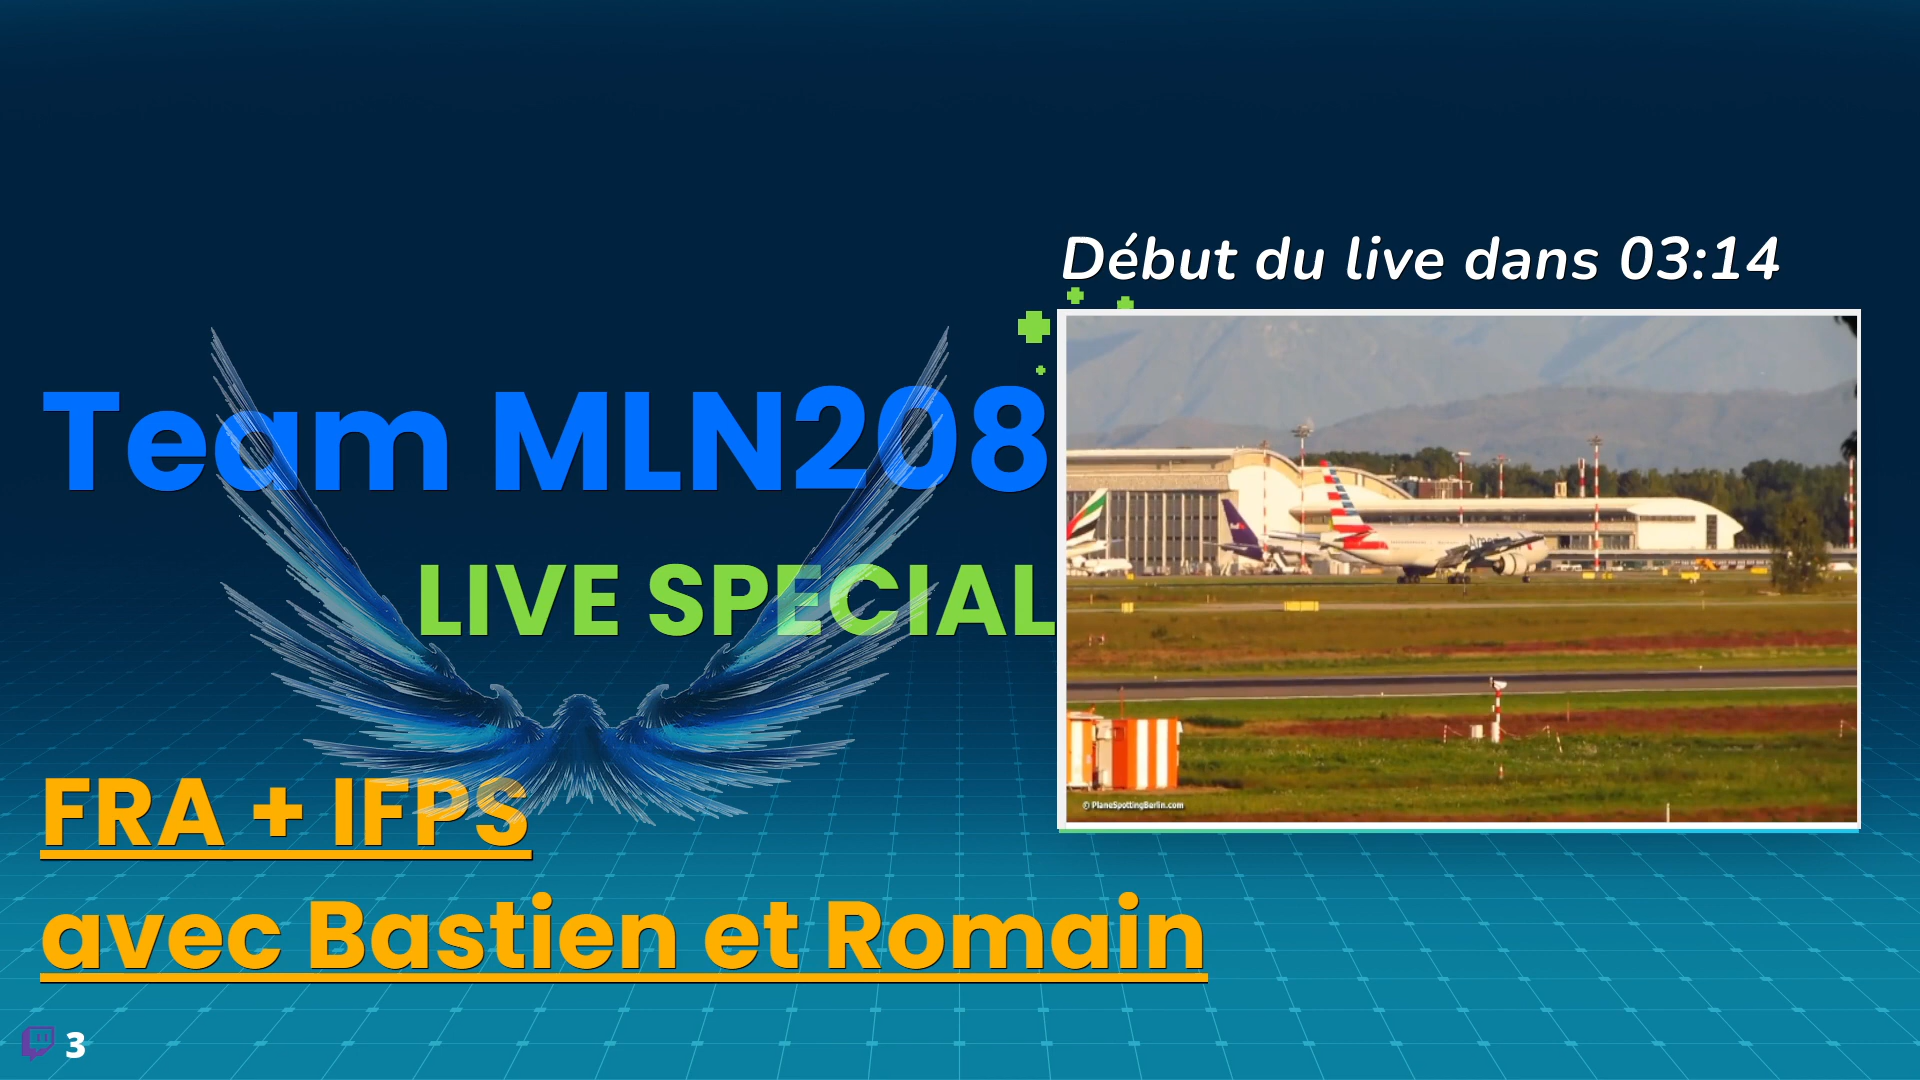 Début du live dans 03:14
Team MLN208
LIVE SPECIAL
FedEx
© PlaneSpottingBerlin.com
FRA + IFPS
avec Bastien et Romain
3